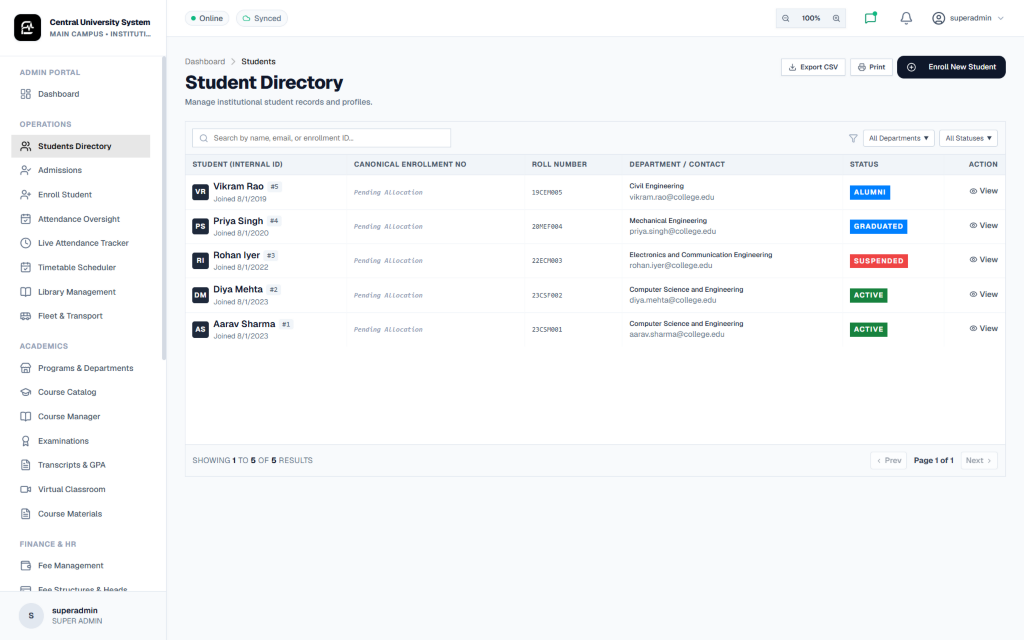 Central University System
MAIN CAMPUS • INSTITUTI...
ADMIN PORTAL
Dashboard
OPERATIONS
Students Directory
Admissions
Enroll Student
Attendance Oversight
Live Attendance Tracker
Timetable Scheduler
Library Management
Fleet & Transport
ACADEMICS
Programs & Departments
Course Catalog
Course Manager
Examinations
Transcripts & GPA
Virtual Classroom
Course Materials
FINANCE & HR
Fee Management
Fee Structures & Heads
S
superadmin
SUPER ADMIN
Online
Synced
100%
superadmin
Dashboard > Students
Student Directory
Manage institutional student records and profiles.
Export CSV
Print
Enroll New Student
Search by name, email, or enrollment ID...
All Departments ▼
All Statuses ▼
STUDENT (INTERNAL ID) CANONICAL ENROLLMENT NO ROLL NUMBER DEPARTMENT / CONTACT STATUS ACTION
VR Vikram Rao #5
Joined 8/1/2019
Pending Allocation
19CEM005
Civil Engineering
vikram.rao@college.edu
ALUMNI
View
PS Priya Singh #4
Joined 8/1/2020
Pending Allocation
20MEF004
Mechanical Engineering
priya.singh@college.edu
GRADUATED
View
RI Rohan Iyer #3
Joined 8/1/2022
Pending Allocation
22ECM003
Electronics and Communication Engineering
rohan.iyer@college.edu
SUSPENDED
View
DM Diya Mehta #2
Joined 8/1/2023
Pending Allocation
23CSF002
Computer Science and Engineering
diya.mehta@college.edu
ACTIVE
View
AS Aarav Sharma #1
Joined 8/1/2023
Pending Allocation
23CSM001
Computer Science and Engineering
aarav.sharma@college.edu
ACTIVE
View
SHOWING 1 TO 5 OF 5 RESULTS
‹ Prev
Page 1 of 1
Next ›